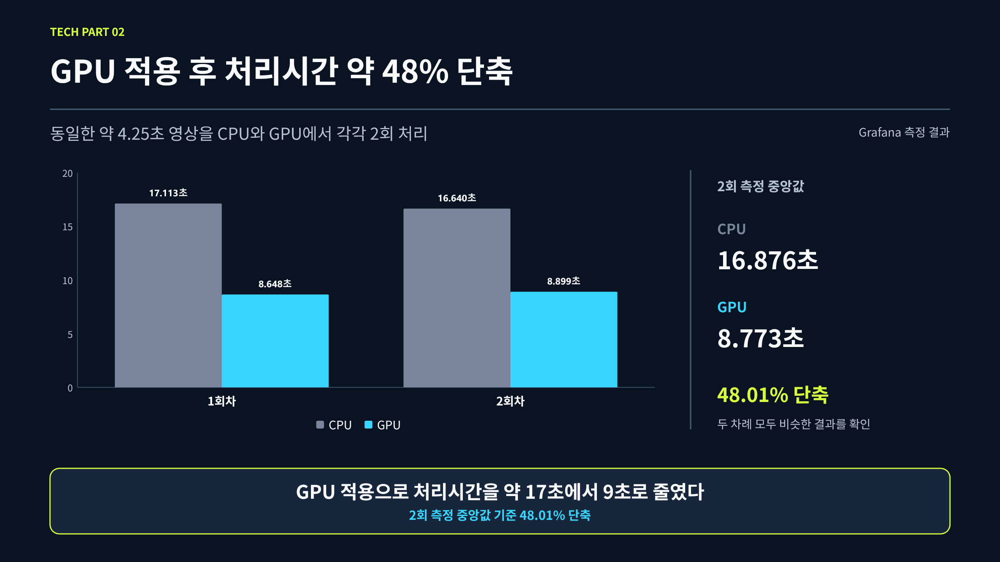 TECH PART 02
GPU 적용 후 처리시간 약 48% 단축
동일한 약 4.25초 영상을 CPU와 GPU에서 각각 2회 처리
Grafana 측정 결과
20
15
10
5
0
17.113초
8.648초
16.640초
8.899초
1회차
2회차
CPU
GPU
2회 측정 중앙값
CPU
16.876초
GPU
8.773초
48.01% 단축
두 차례 모두 비슷한 결과를 확인
GPU 적용으로 처리시간을 약 17초에서 9초로 줄였다
2회 측정 중앙값 기준 48.01% 단축